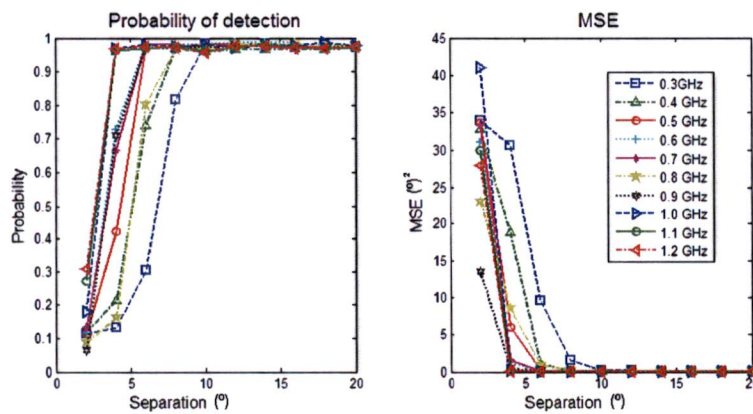 Probability of detection
1
0.9
0.8
0.7
0.6
0.5
0.4
0.3
0.2
0.1
0
0 5 10 15 20
Probability
Separation (º)
MSE
45
40
35
30
25
20
15
10
5
0
0 5 10 15 20
MSE (º)²
Separation (º)
0.3GHz
0.4 GHz
0.5 GHz
0.6 GHz
0.7 GHz
0.8 GHz
0.9 GHz
1.0 GHz
1.1 GHz
1.2 GHz